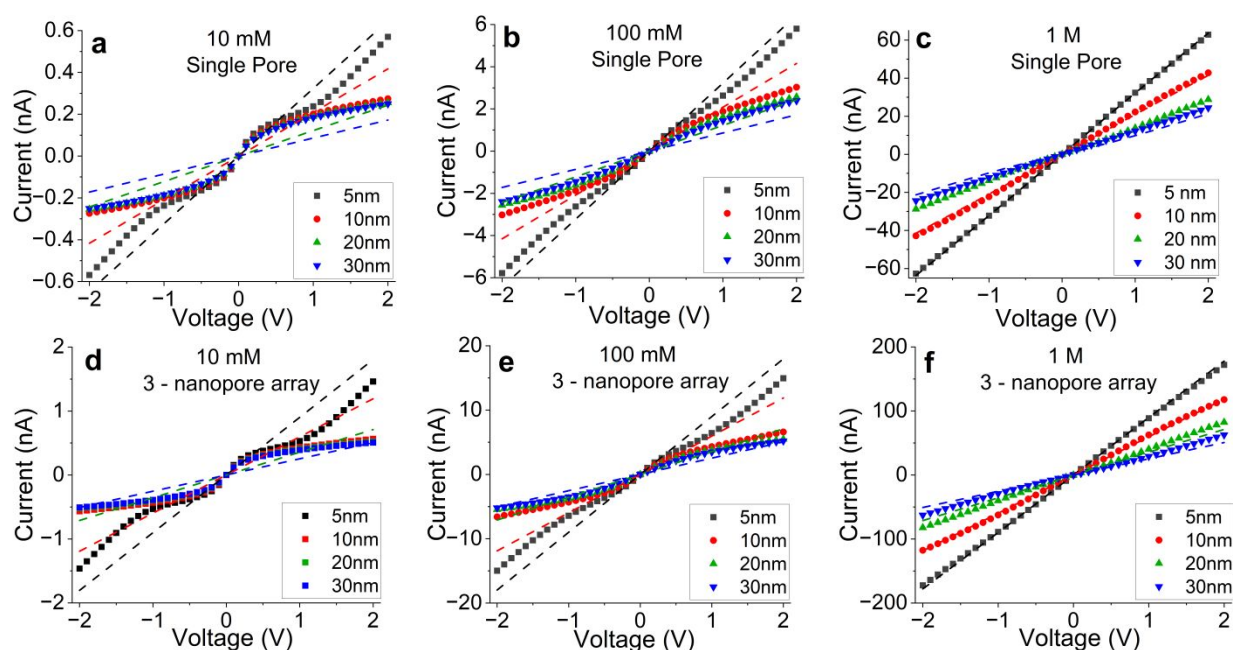 a
10 mM
Single Pore
Current (nA)
0.6
0.4
0.2
0.0
−0.2
−0.4
−0.6
−2
−1
0
1
2
Voltage (V)
5nm
10nm
20nm
30nm
b
100 mM
Single Pore
Current (nA)
6
4
2
0
−2
−4
−6
−2
−1
0
1
2
Voltage (V)
5nm
10nm
20nm
30nm
c
1 M
Single Pore
Current (nA)
60
40
20
0
−20
−40
−60
−2
−1
0
1
2
Voltage (V)
5 nm
10 nm
20 nm
30 nm
d
10 mM
3 - nanopore array
Current (nA)
2
1
0
−1
−2
−2
−1
0
1
2
Voltage (V)
5nm
10nm
20nm
30nm
e
100 mM
3 - nanopore array
Current (nA)
20
10
0
−10
−20
−2
−1
0
1
2
Voltage (V)
5nm
10nm
20nm
30nm
f
1 M
3 - nanopore array
Current (nA)
200
100
0
−100
−200
−2
−1
0
1
2
Voltage (V)
5nm
10nm
20nm
30nm